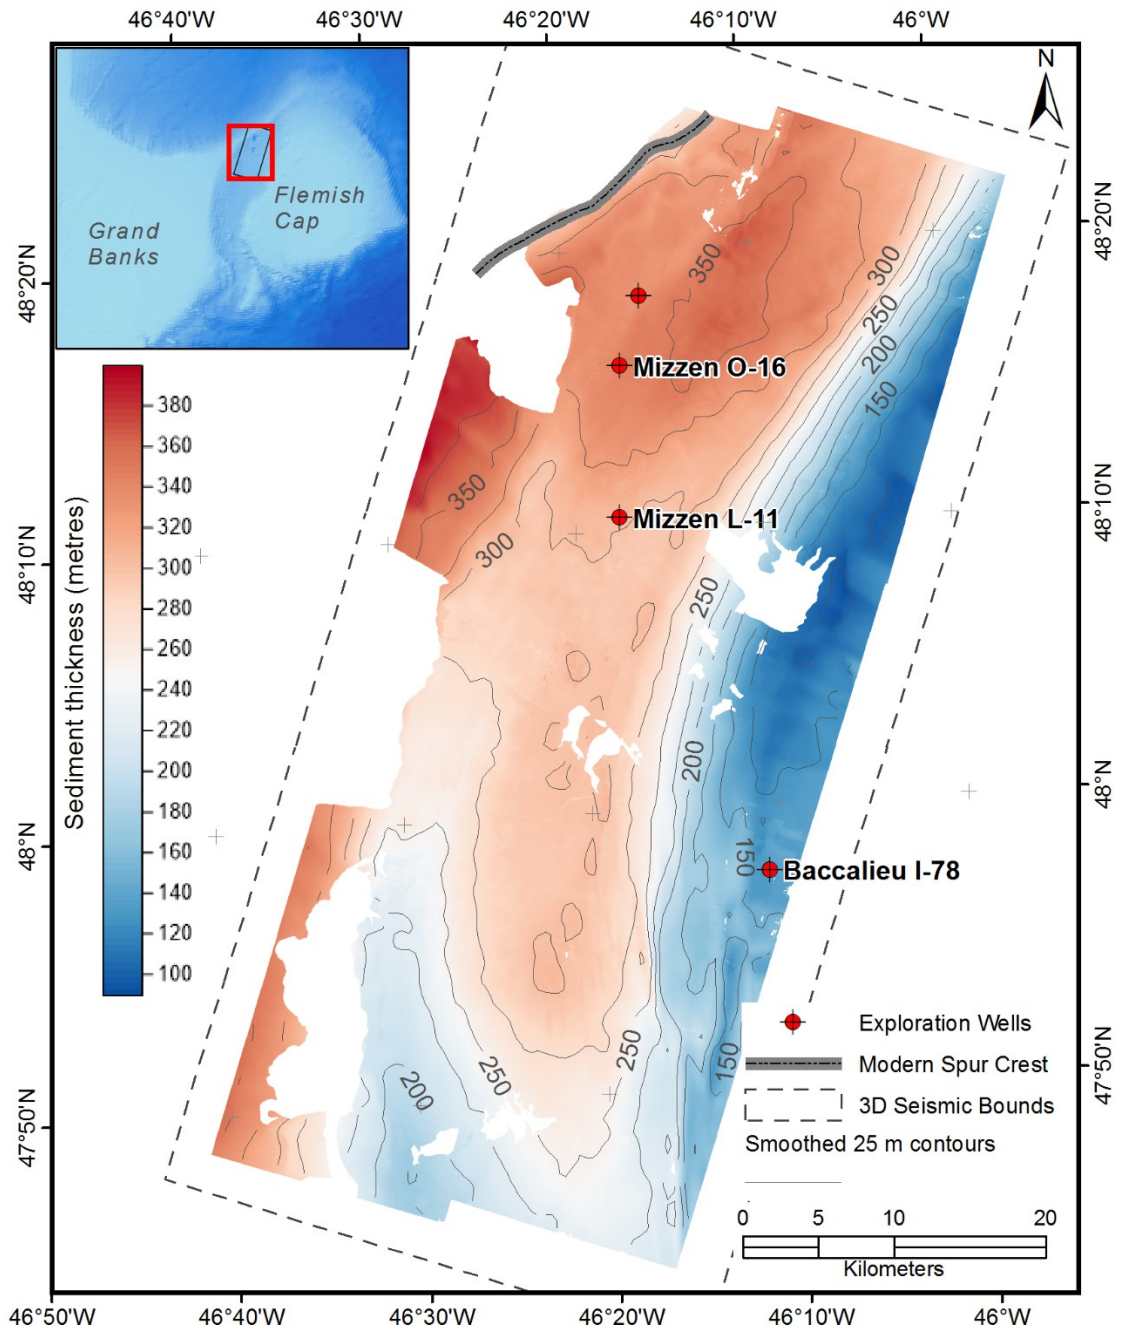 46°40'W 46°30'W 46°20'W 46°10'W 46°W
N
Flemish
Cap
Grand
Banks
48°20'N
48°20'N
350
300
250
200
150
Mizzen O-16
380
360
340
320
300
280
260
240
220
200
180
160
140
120
100
Sediment thickness (metres)
350
300
Mizzen L-11
48°10'N
48°10'N
250
200
48°N
48°N
150
Baccalieu I-78
Exploration Wells
Modern Spur Crest
3D Seismic Bounds
Smoothed 25 m contours
250
250
200
150
47°50'N
47°50'N
0 5 10 20
Kilometers
46°50'W 46°40'W 46°30'W 46°20'W 46°10'W 46°W